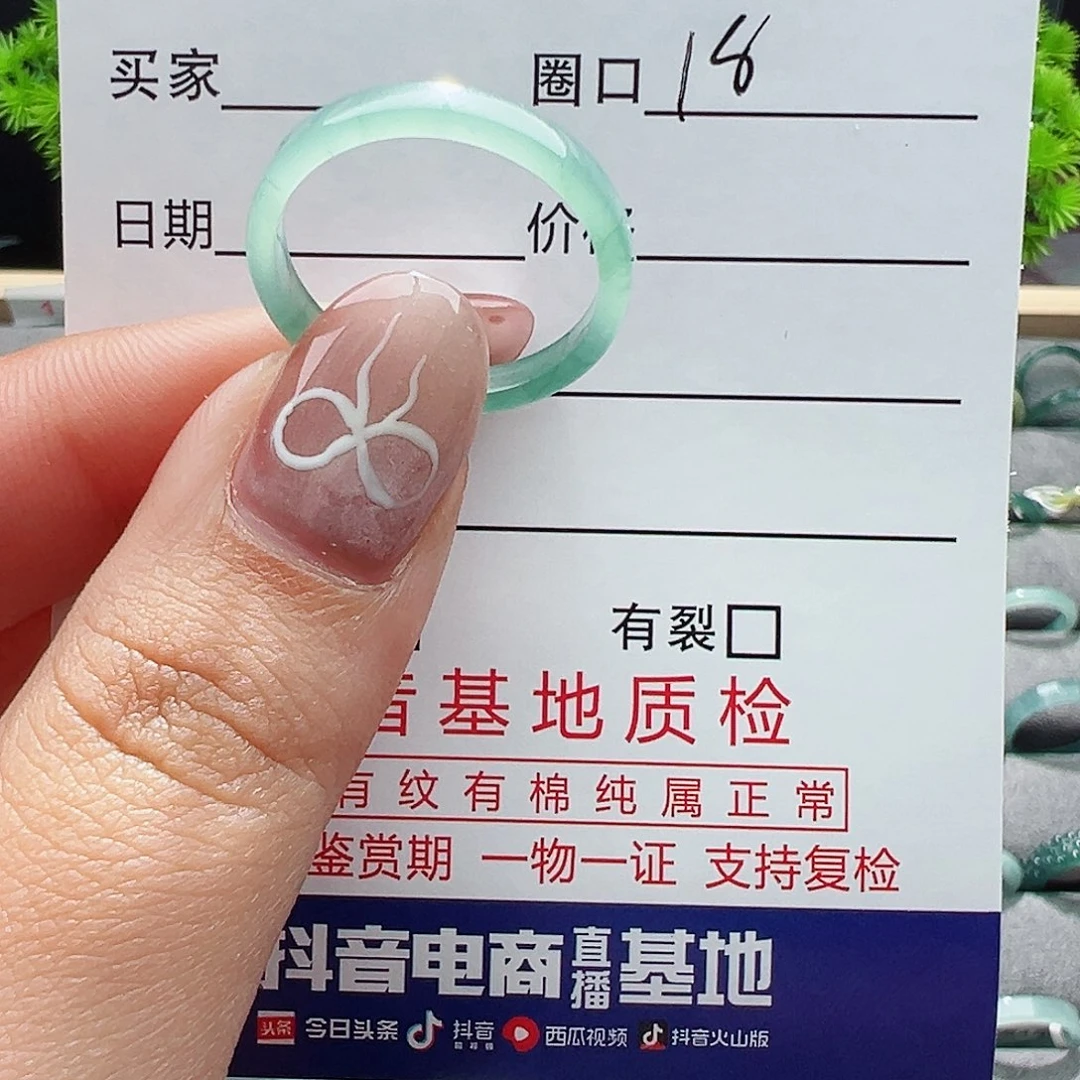 买家 圈口 18
日期 价格
有裂
音基地质检
有纹有棉纯属正常
鉴赏期 一物一证 支持复检
抖音电商直播基地
头条 今日头条 抖音 西瓜视频 抖音火山版